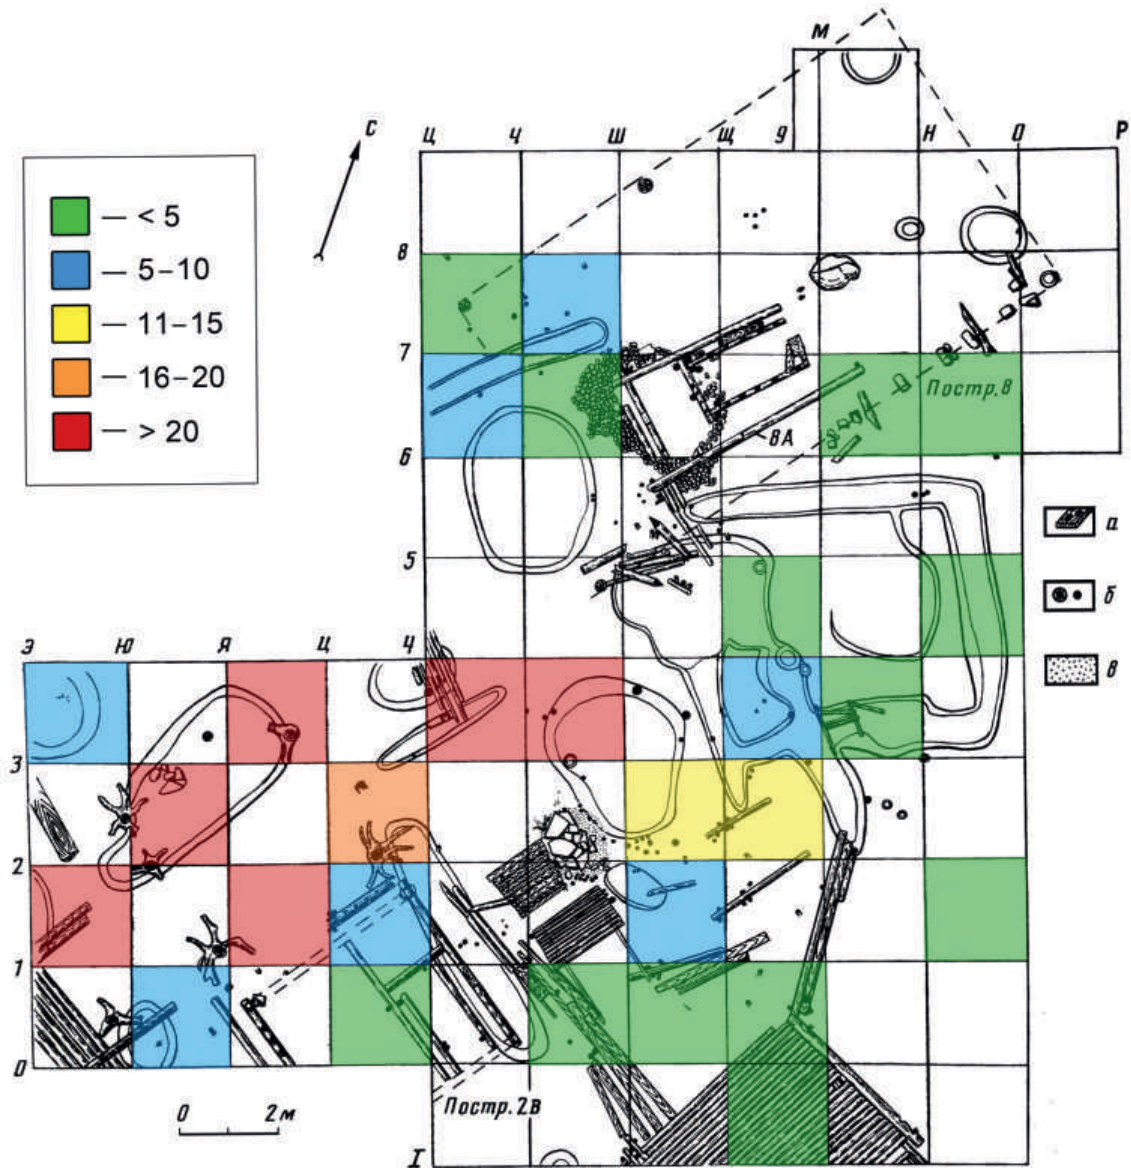 М
С
Ц Ч Ш Щ 9 Н О Р
— < 5
— 5–10
— 11–15
— 16–20
— > 20
8
7
Постр. 8
8А
6
а
5
б
Э Ю Я Ц Ч
в
3
2
1
0
0 2 м
Постр. 2В
I